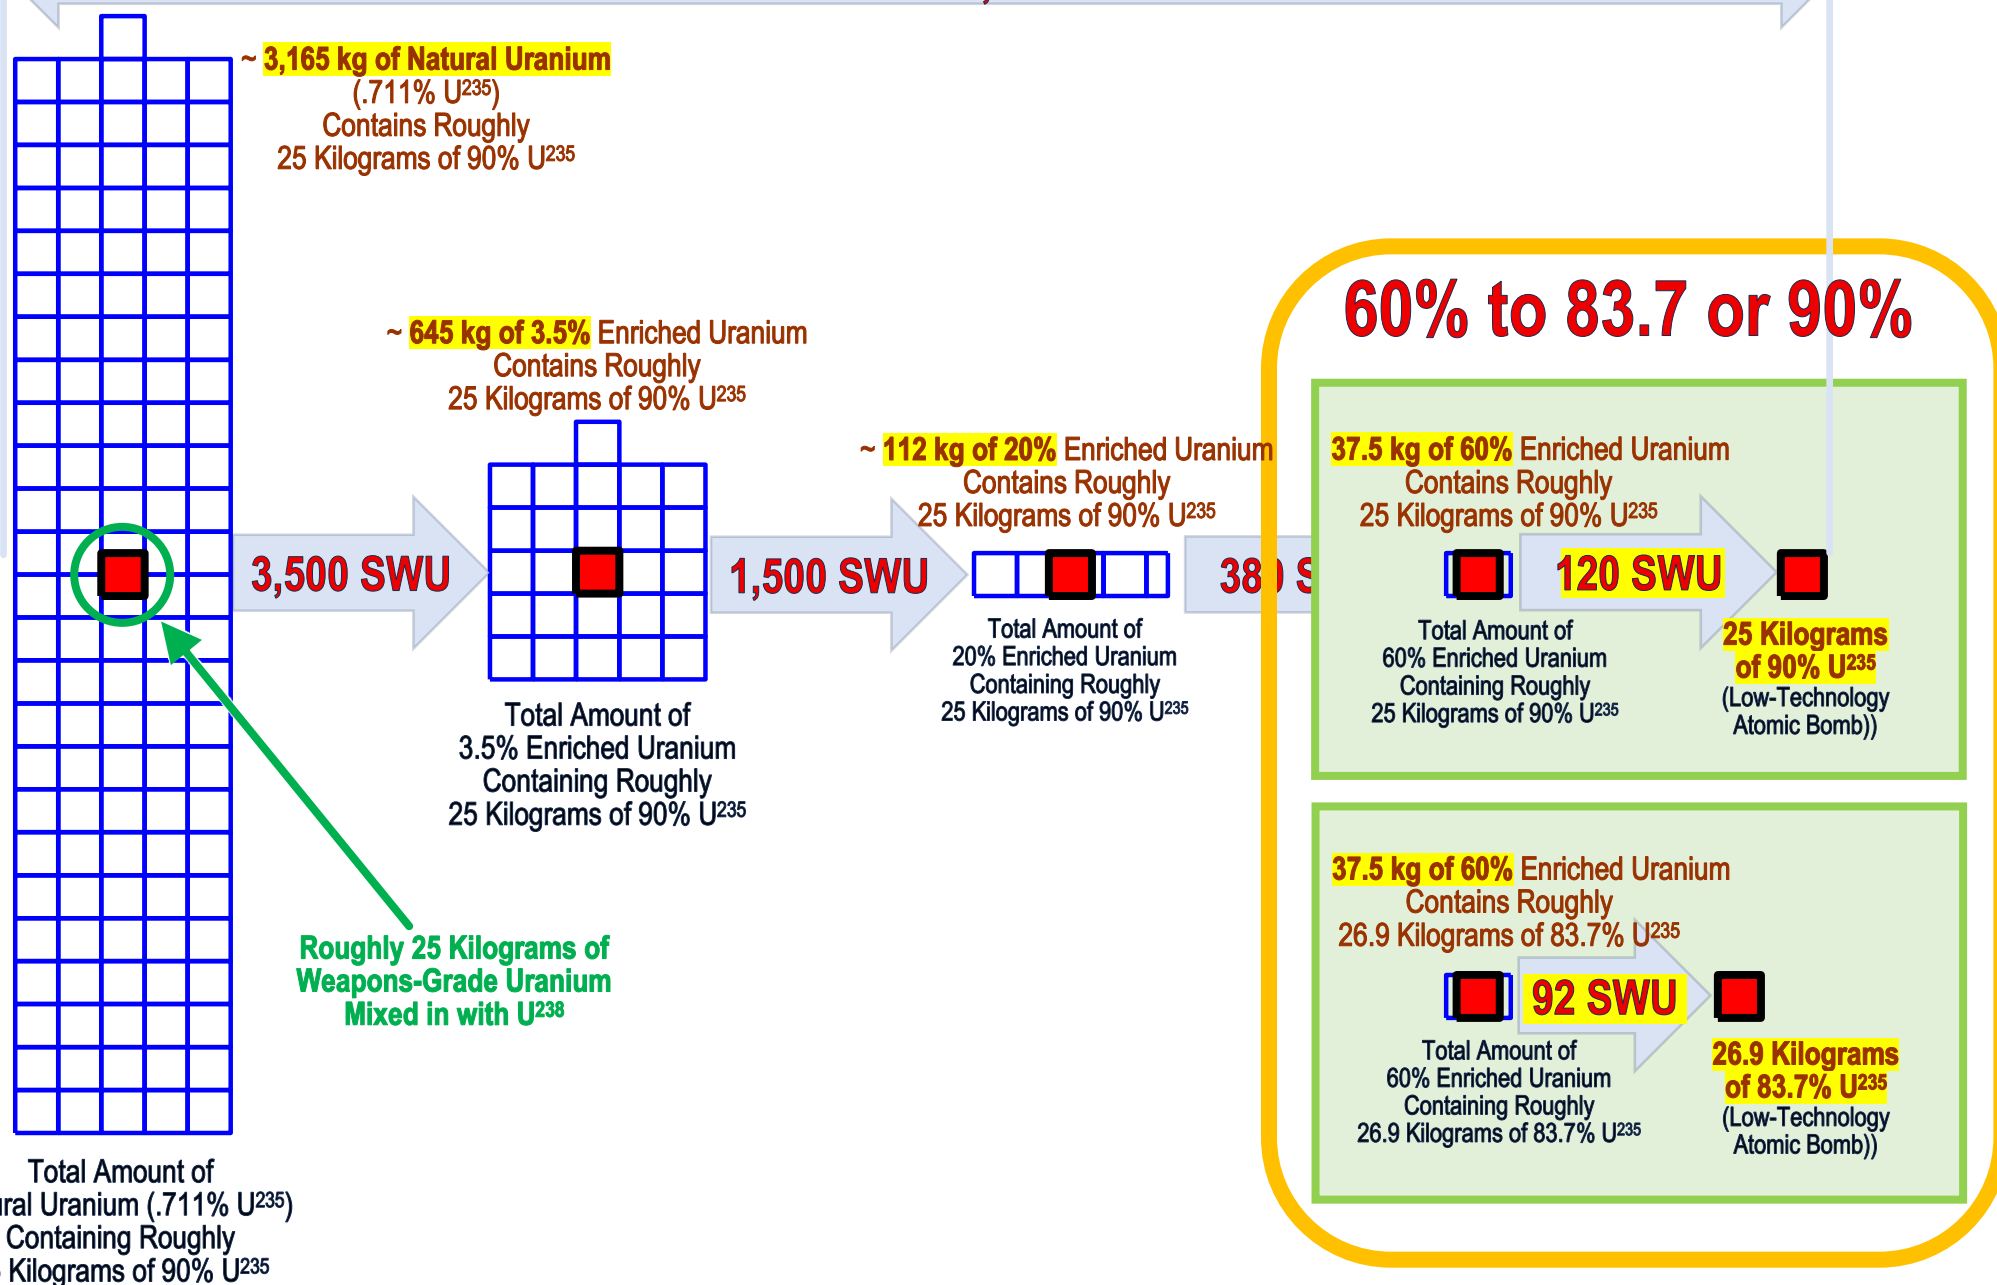 ~ 3,165 kg of Natural Uranium
(.711% U235)
Contains Roughly
25 Kilograms of 90% U235
~ 645 kg of 3.5% Enriched Uranium
Contains Roughly
25 Kilograms of 90% U235
~ 112 kg of 20% Enriched Uranium
Contains Roughly
25 Kilograms of 90% U235
60% to 83.7 or 90%
37.5 kg of 60% Enriched Uranium
Contains Roughly
25 Kilograms of 90% U235
3,500 SWU
1,500 SWU
380 S
120 SWU
Total Amount of
3.5% Enriched Uranium
Containing Roughly
25 Kilograms of 90% U235
Total Amount of
20% Enriched Uranium
Containing Roughly
25 Kilograms of 90% U235
Total Amount of
60% Enriched Uranium
Containing Roughly
25 Kilograms of 90% U235
25 Kilograms
of 90% U235
(Low-Technology
Atomic Bomb))
Roughly 25 Kilograms of
Weapons-Grade Uranium
Mixed in with U238
37.5 kg of 60% Enriched Uranium
Contains Roughly
26.9 Kilograms of 83.7% U235
92 SWU
Total Amount of
60% Enriched Uranium
Containing Roughly
26.9 Kilograms of 83.7% U235
26.9 Kilograms
of 83.7% U235
(Low-Technology
Atomic Bomb))
Total Amount of
Uranium (.711% U235)
Containing Roughly
Kilograms of 90% U235